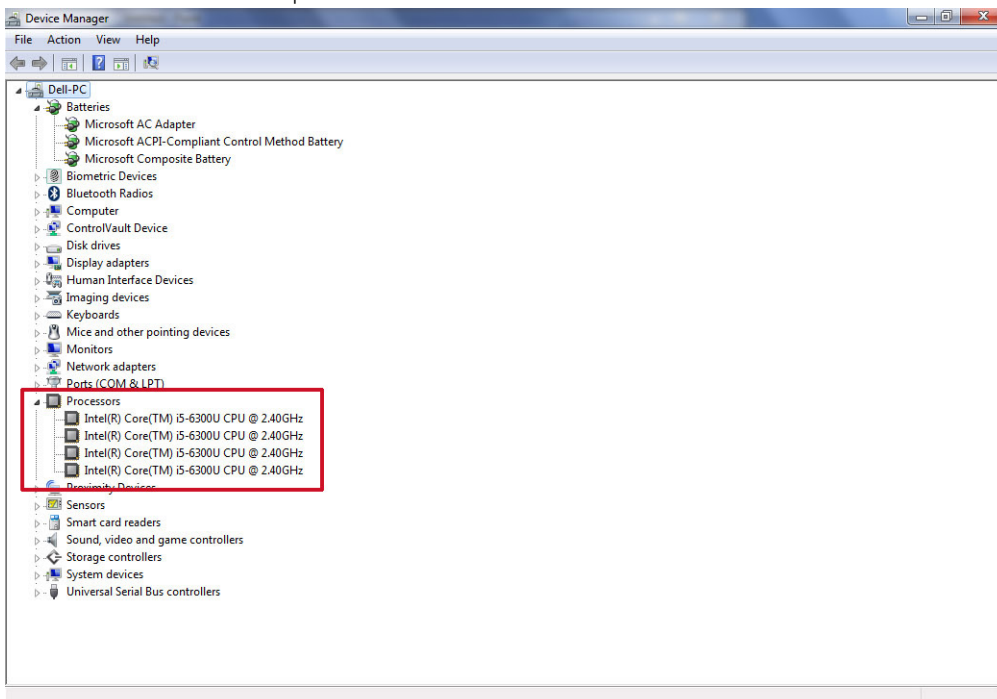 Device Manager
File Action View Help
Dell-PC
Batteries
Microsoft AC Adapter
Microsoft ACPI-Compliant Control Method Battery
Microsoft Composite Battery
Biometric Devices
Bluetooth Radios
Computer
ControlVault Device
Disk drives
Display adapters
Human Interface Devices
Imaging devices
Keyboards
Mice and other pointing devices
Monitors
Network adapters
Ports (COM & LPT)
Processors
Intel(R) Core(TM) i5-6300U CPU @ 2.40GHz
Intel(R) Core(TM) i5-6300U CPU @ 2.40GHz
Intel(R) Core(TM) i5-6300U CPU @ 2.40GHz
Intel(R) Core(TM) i5-6300U CPU @ 2.40GHz
Proximity Devices
Sensors
Smart card readers
Sound, video and game controllers
Storage controllers
System devices
Universal Serial Bus controllers